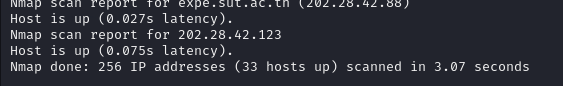 Nmap scan report for expe.sut.ac.th (202.28.42.88)
Host is up (0.027s latency).
Nmap scan report for 202.28.42.123
Host is up (0.075s latency).
Nmap done: 256 IP addresses (33 hosts up) scanned in 3.07 seconds